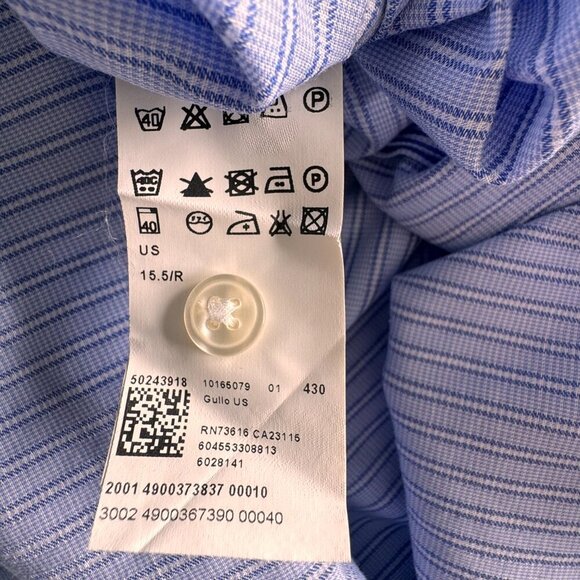 40
P
40C
P
40
US
15.5/R
50243918 10165079 01 430
Gullo US
RN73616 CA23115
604553308813
6028141
2001 4900373837 00010
3002 4900367390 00040